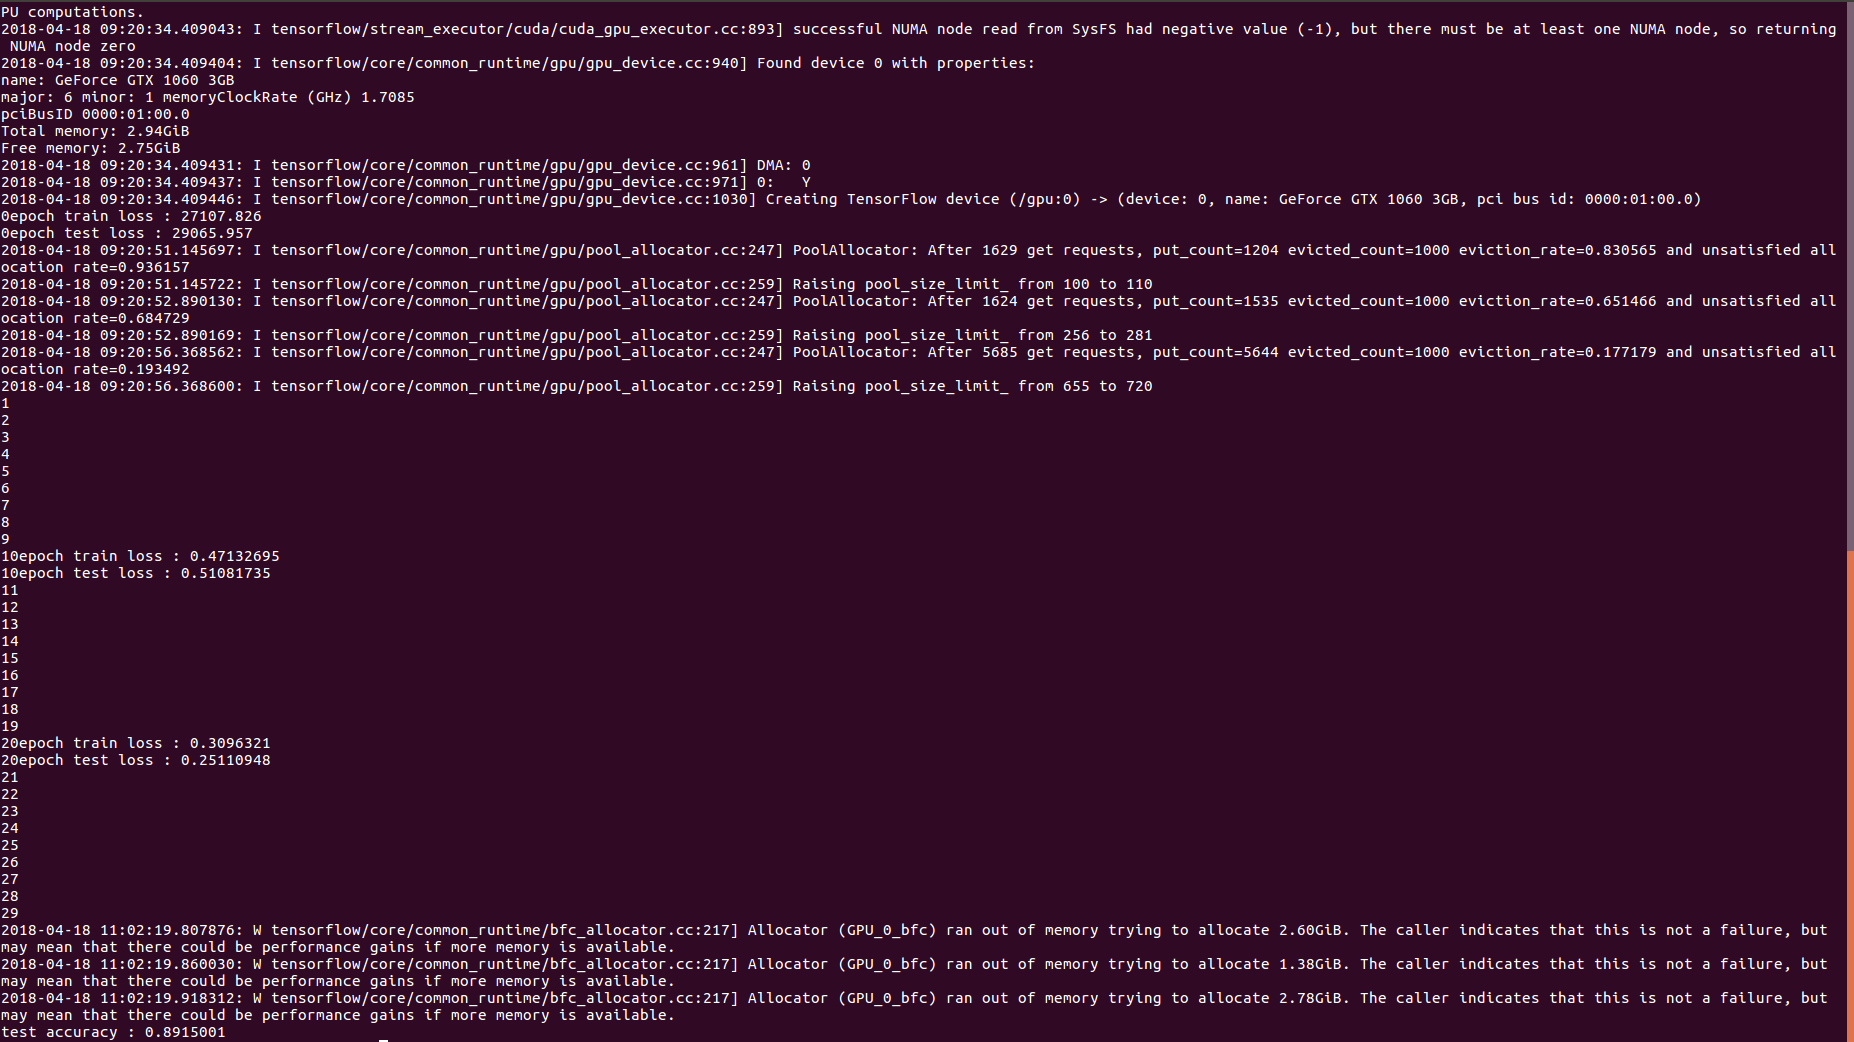 PU computations.
2018-04-18 09:20:34.409043: I tensorflow/stream_executor/cuda/cuda_gpu_executor.cc:893] successful NUMA node read from SysFS had negative value (-1), but there must be at least one NUMA node, so returning
 NUMA node zero
2018-04-18 09:20:34.409404: I tensorflow/core/common_runtime/gpu/gpu_device.cc:940] Found device 0 with properties:
name: GeForce GTX 1060 3GB
major: 6 minor: 1 memoryClockRate (GHz) 1.7085
pciBusID 0000:01:00.0
Total memory: 2.94GiB
Free memory: 2.75GiB
2018-04-18 09:20:34.409431: I tensorflow/core/common_runtime/gpu/gpu_device.cc:961] DMA: 0
2018-04-18 09:20:34.409437: I tensorflow/core/common_runtime/gpu/gpu_device.cc:971] 0:   Y
2018-04-18 09:20:34.409446: I tensorflow/core/common_runtime/gpu/gpu_device.cc:1030] Creating TensorFlow device (/gpu:0) -> (device: 0, name: GeForce GTX 1060 3GB, pci bus id: 0000:01:00.0)
0epoch train loss : 27107.826
0epoch test loss : 29065.957
2018-04-18 09:20:51.145697: I tensorflow/core/common_runtime/gpu/pool_allocator.cc:247] PoolAllocator: After 1629 get requests, put_count=1204 evicted_count=1000 eviction_rate=0.830565 and unsatisfied all
ocation rate=0.936157
2018-04-18 09:20:51.145722: I tensorflow/core/common_runtime/gpu/pool_allocator.cc:259] Raising pool_size_limit_ from 100 to 110
2018-04-18 09:20:52.890130: I tensorflow/core/common_runtime/gpu/pool_allocator.cc:247] PoolAllocator: After 1624 get requests, put_count=1535 evicted_count=1000 eviction_rate=0.651466 and unsatisfied all
ocation rate=0.684729
2018-04-18 09:20:52.890169: I tensorflow/core/common_runtime/gpu/pool_allocator.cc:259] Raising pool_size_limit_ from 256 to 281
2018-04-18 09:20:56.368562: I tensorflow/core/common_runtime/gpu/pool_allocator.cc:247] PoolAllocator: After 5685 get requests, put_count=5644 evicted_count=1000 eviction_rate=0.177179 and unsatisfied all
ocation rate=0.193492
2018-04-18 09:20:56.368600: I tensorflow/core/common_runtime/gpu/pool_allocator.cc:259] Raising pool_size_limit_ from 655 to 720
1
2
3
4
5
6
7
8
9
10epoch train loss : 0.47132695
10epoch test loss : 0.51081735
11
12
13
14
15
16
17
18
19
20epoch train loss : 0.3096321
20epoch test loss : 0.25110948
21
22
23
24
25
26
27
28
29
2018-04-18 11:02:19.807876: W tensorflow/core/common_runtime/bfc_allocator.cc:217] Allocator (GPU_0_bfc) ran out of memory trying to allocate 2.60GiB. The caller indicates that this is not a failure, but
may mean that there could be performance gains if more memory is available.
2018-04-18 11:02:19.860030: W tensorflow/core/common_runtime/bfc_allocator.cc:217] Allocator (GPU_0_bfc) ran out of memory trying to allocate 1.38GiB. The caller indicates that this is not a failure, but
may mean that there could be performance gains if more memory is available.
2018-04-18 11:02:19.918312: W tensorflow/core/common_runtime/bfc_allocator.cc:217] Allocator (GPU_0_bfc) ran out of memory trying to allocate 2.78GiB. The caller indicates that this is not a failure, but
may mean that there could be performance gains if more memory is available.
test accuracy : 0.8915001